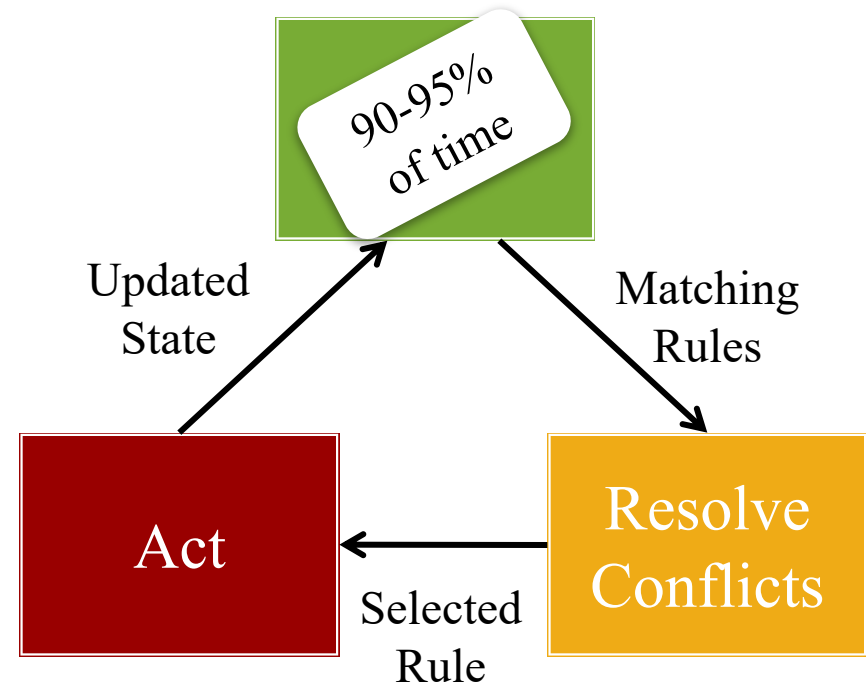 90-95%
of time
Updated
State
Matching
Rules
Act
Resolve
Conflicts
Selected
Rule